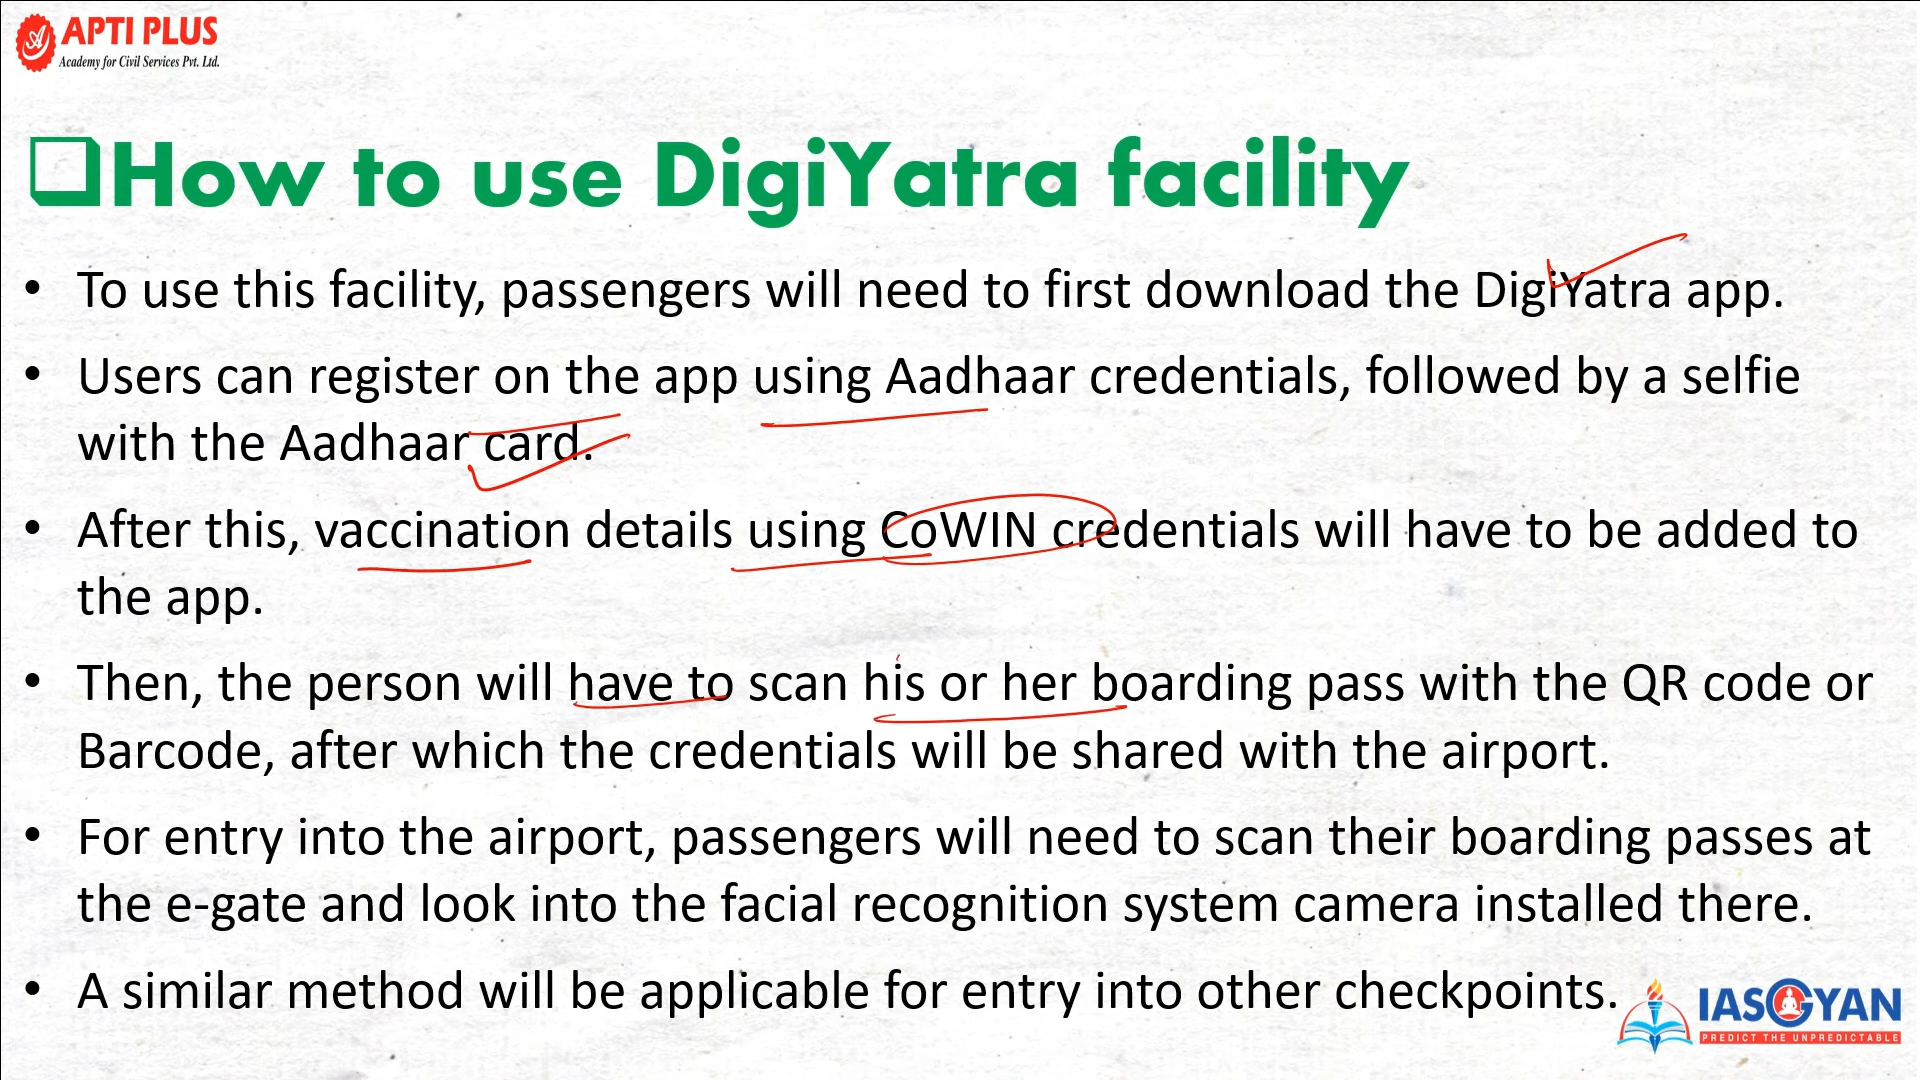 APTI PLUS
Academy for Civil Services Pvt. Ltd.
❑How to use DigiYatra facility
• To use this facility, passengers will need to first download the DigiYatra app.
• Users can register on the app using Aadhaar credentials, followed by a selfie
with the Aadhaar card.
• After this, vaccination details using CoWIN credentials will have to be added to
the app.
• Then, the person will have to scan his or her boarding pass with the QR code or
Barcode, after which the credentials will be shared with the airport.
• For entry into the airport, passengers will need to scan their boarding passes at
the e-gate and look into the facial recognition system camera installed there.
• A similar method will be applicable for entry into other checkpoints.
IASGYAN
PREDICT THE UNPREDICTABLE